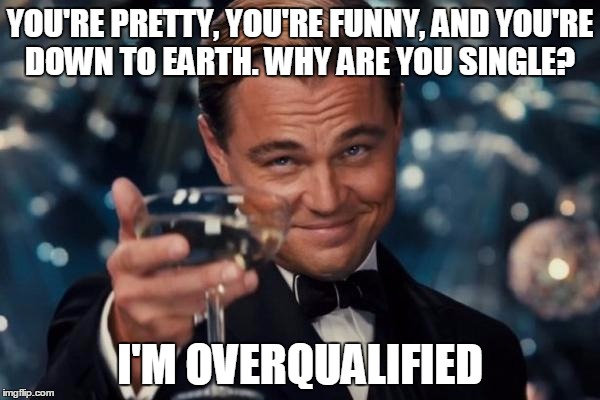 YOU'RE PRETTY, YOU'RE FUNNY, AND YOU'RE
DOWN TO EARTH. WHY ARE YOU SINGLE?
I'M OVERQUALIFIED
imgflip.com